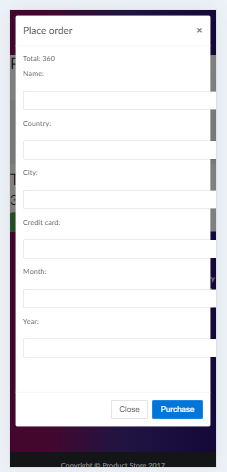 Place order
×
Total: 360
Name:
Country:
City:
Credit card:
Month:
Year:
Close
Purchase
Copyright © Product Store 2017